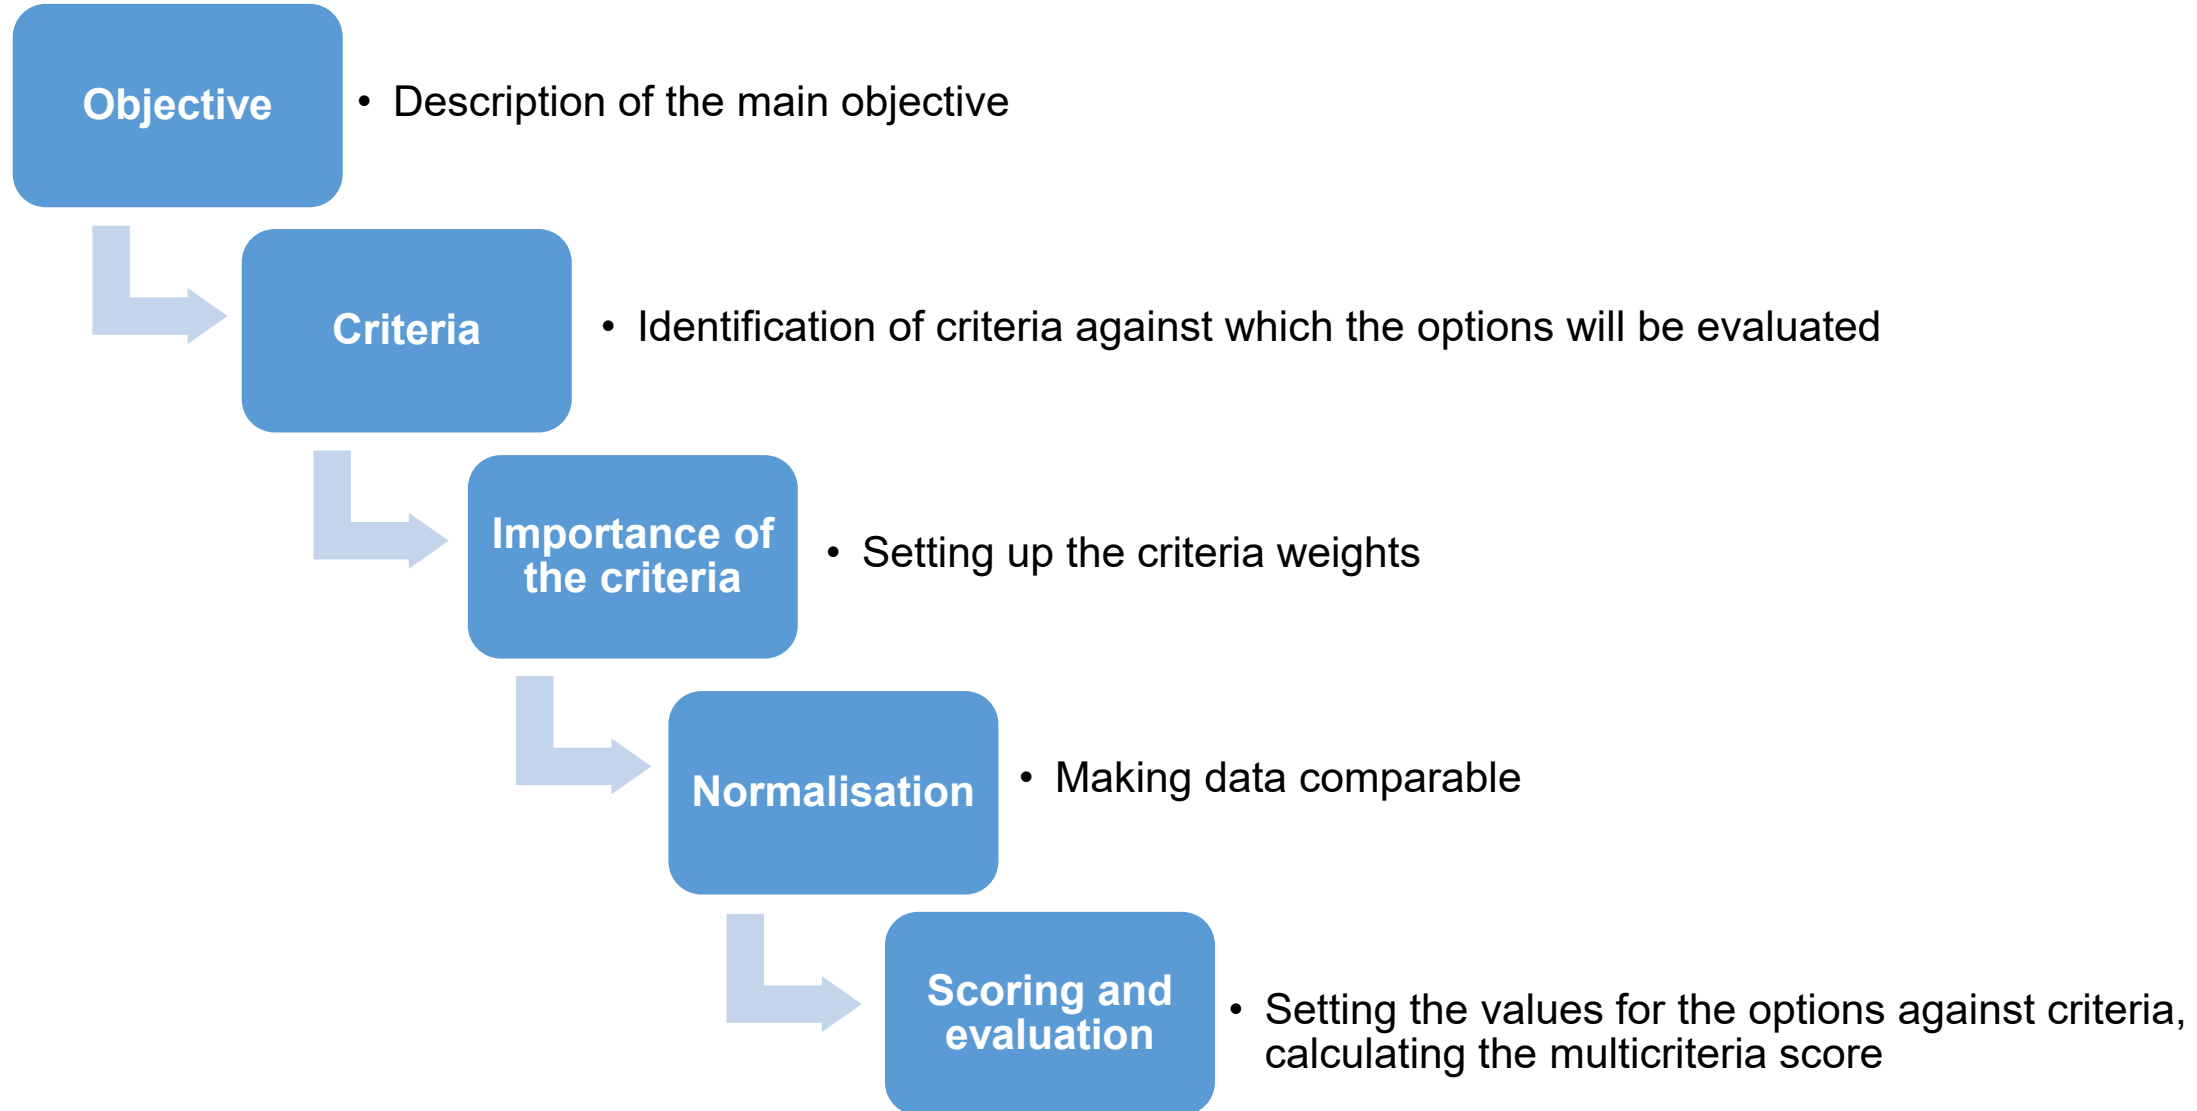 Objective
• Description of the main objective
Criteria
• Identification of criteria against which the options will be evaluated
Importance of
the criteria
• Setting up the criteria weights
Normalisation
• Making data comparable
Scoring and
evaluation
• Setting the values for the options against criteria,
calculating the multicriteria score